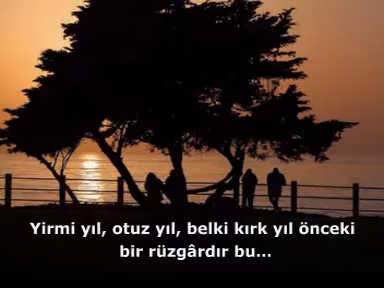 Yirmi yıl, otuz yıl, belki kırk yıl önceki
bir rüzgârdır bu...